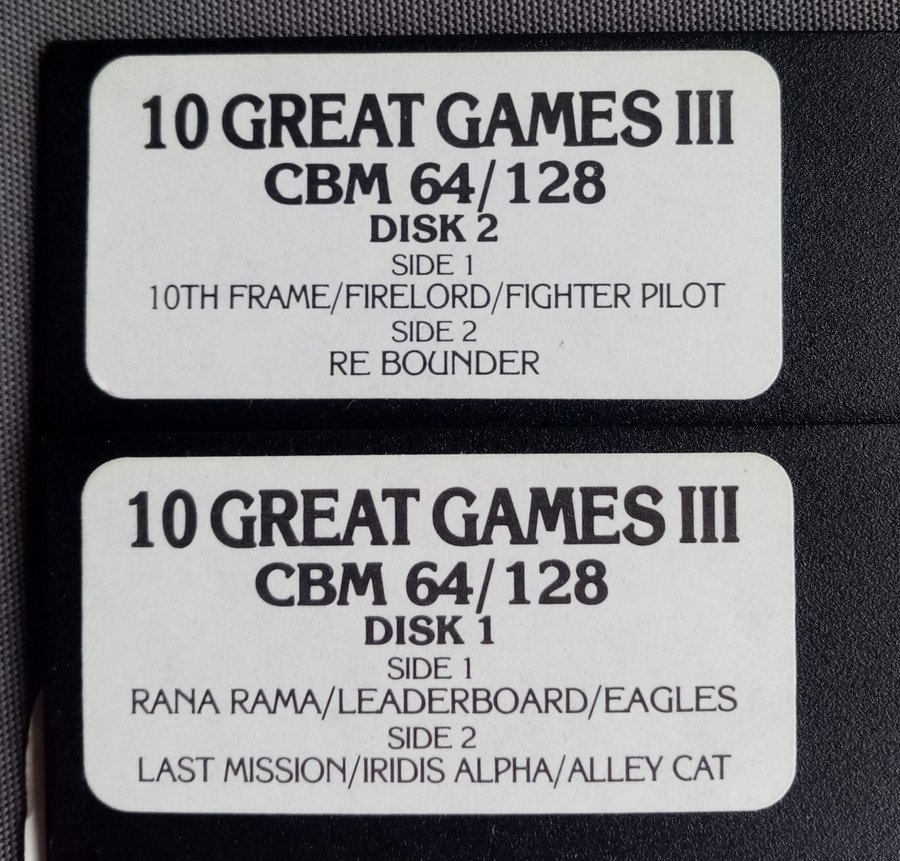 10 GREAT GAMES III
CBM 64/128
DISK 2
SIDE 1
10TH FRAME/FIRELORD/FIGHTER PILOT
SIDE 2
RE BOUNDER
10 GREAT GAMES III
CBM 64/128
DISK 1
SIDE 1
RANA RAMA/LEADERBOARD/EAGLES
SIDE 2
LAST MISSION/IRIDIS ALPHA/ALLEY CAT